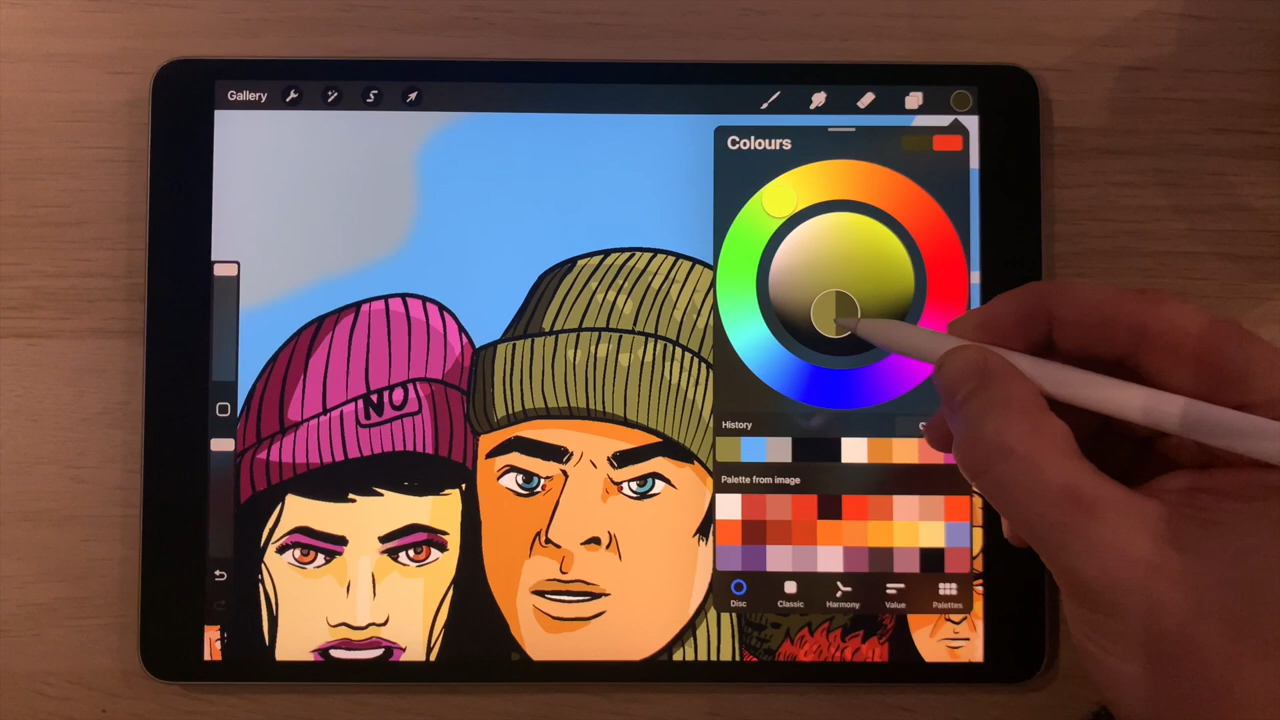 Gallery
Colours
NO
History
Palette from image
Disc
Classic
Harmony
Value
Palettes